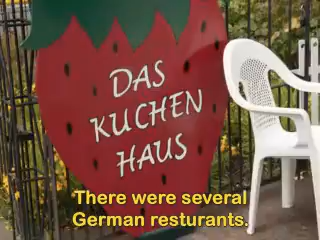 DAS
KUCHEN
HAUS
There were several
German resturants.